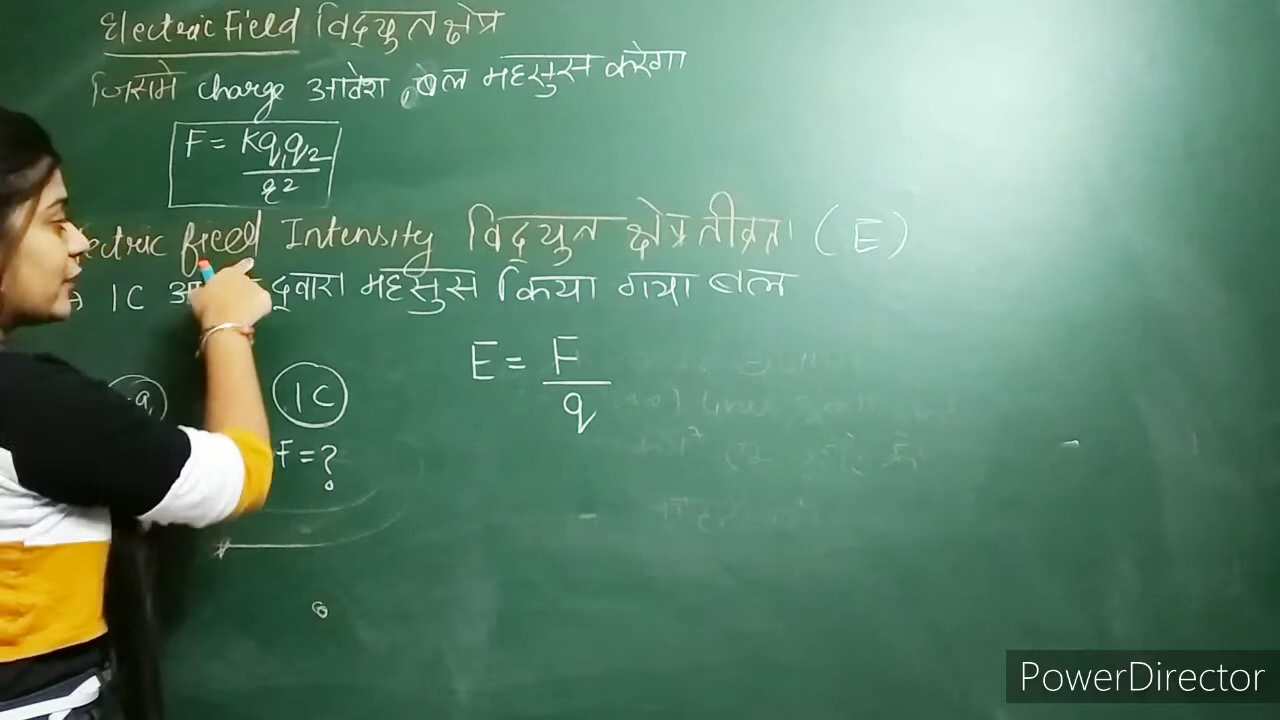 Electric Field विद्युत क्षेत्र
जिसमे charge आवेश बल महसुस करेगा
F = Kq₁q₂
r²
ectric field Intensity विद्युत क्षेत्र तीव्रता (E)
→ 1C द्वारा महसुस किया गया बल
E = F
q
1C
F = ?
PowerDirector